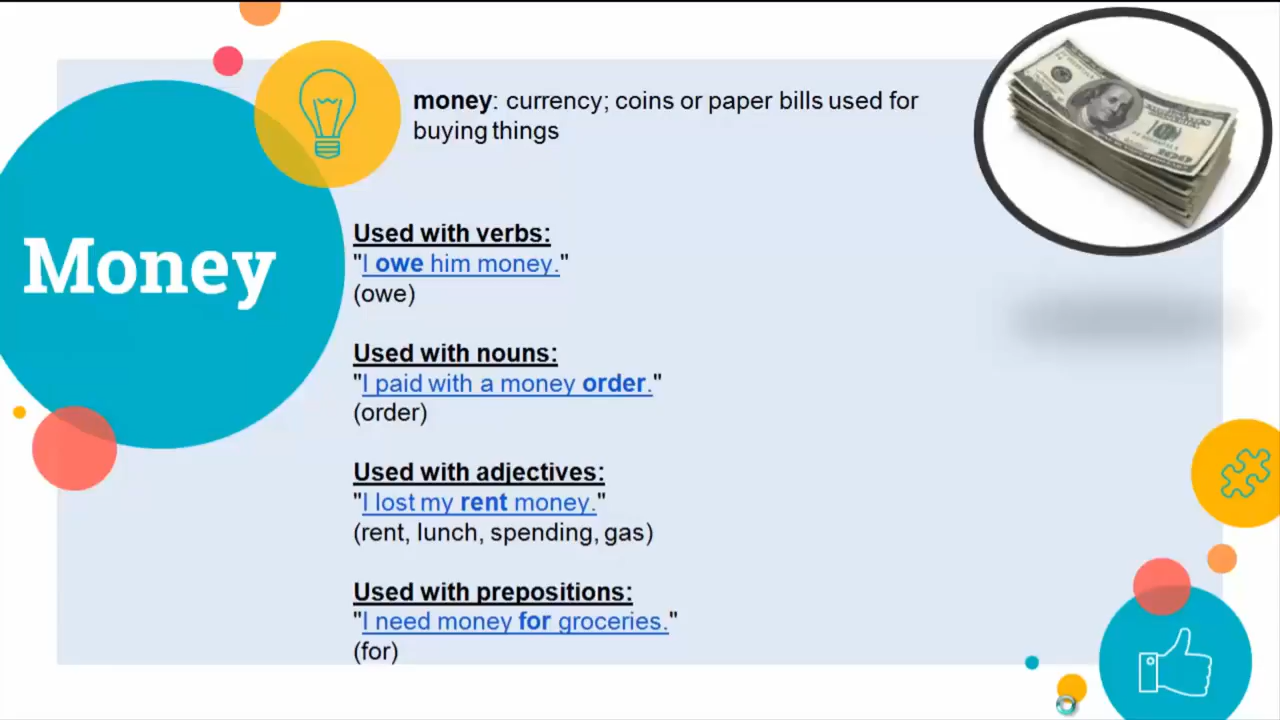 money: currency; coins or paper bills used for
buying things
Money
Used with verbs:
"I owe him money."
(owe)
Used with nouns:
"I paid with a money order."
(order)
Used with adjectives:
"I lost my rent money."
(rent, lunch, spending, gas)
Used with prepositions:
"I need money for groceries."
(for)
100